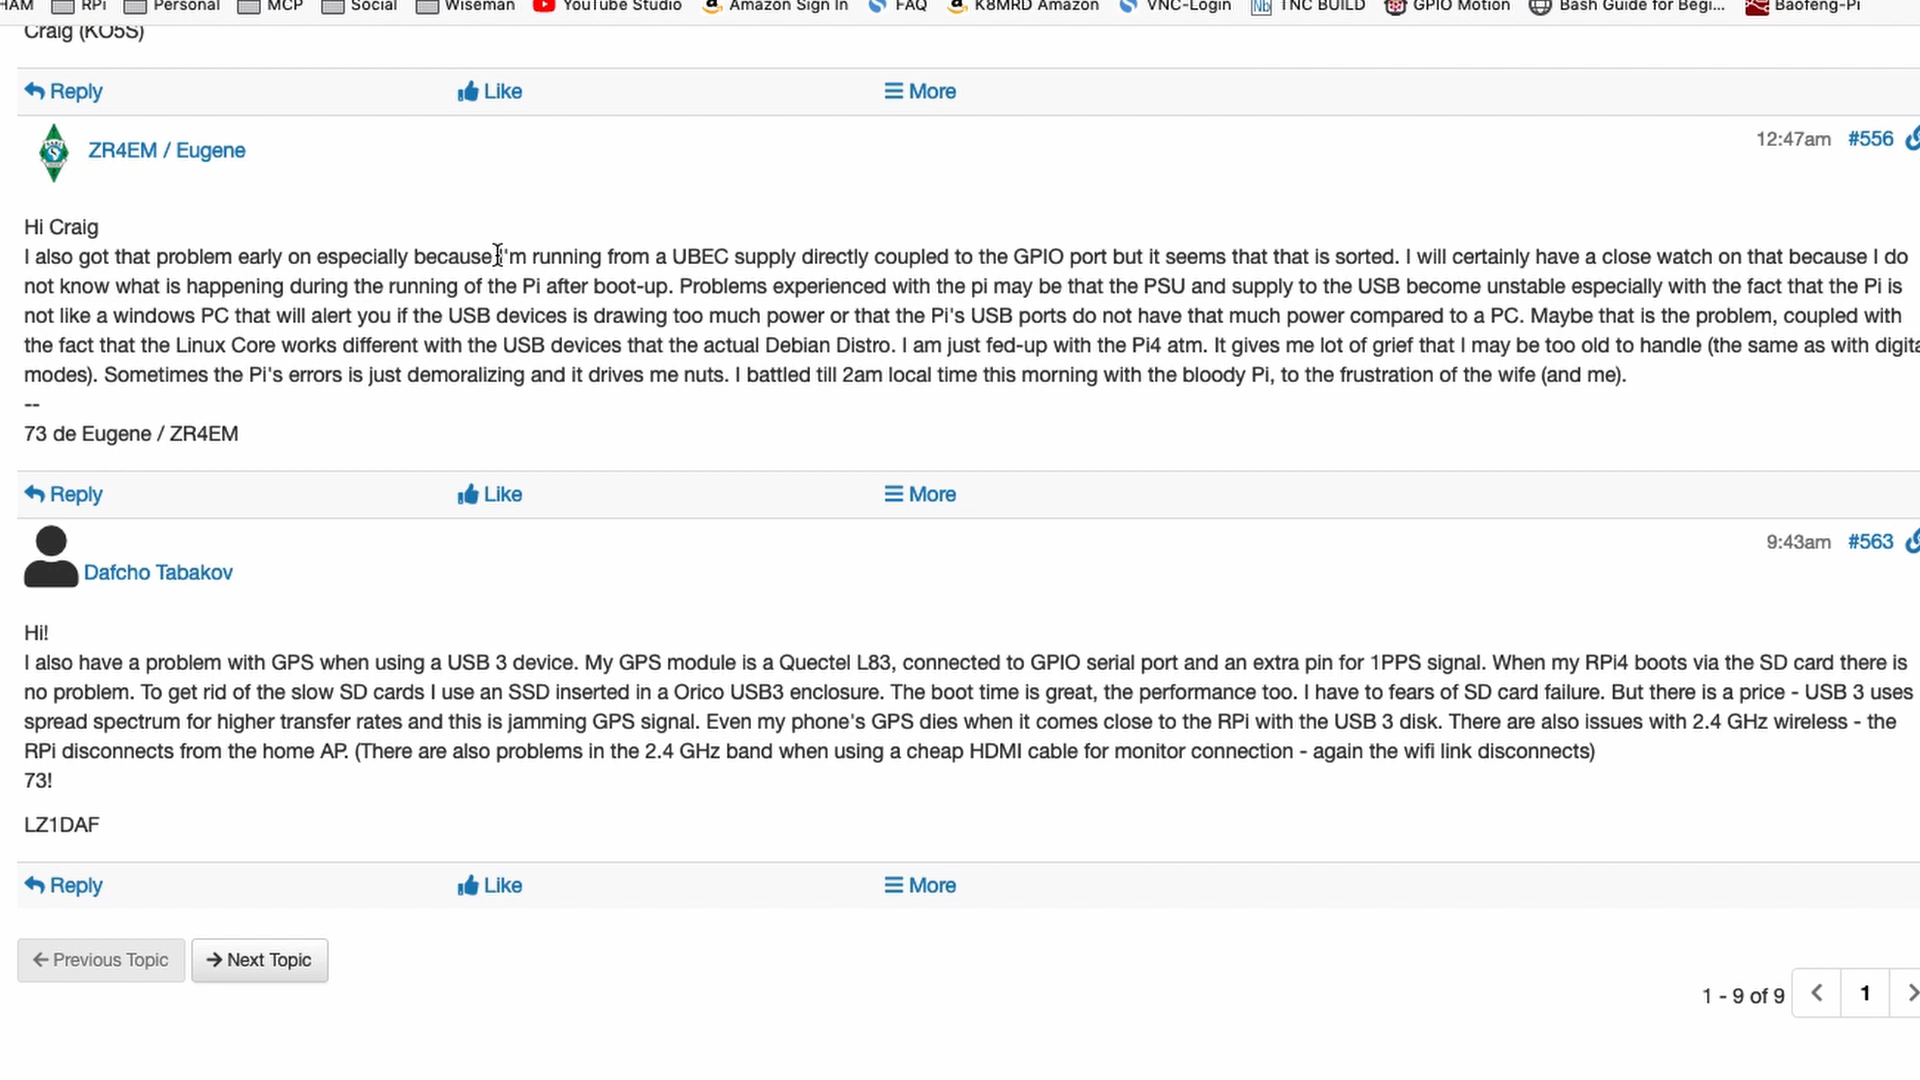 HAM RPi Personal MCP Social Wiseman YouTube Studio Amazon Sign In FAQ K8MRD Amazon VNC-Login Nb TNC BUILD GPIO Motion Bash Guide for Begi... Baofeng-Pi
Craig (KO5S)
Reply Like More
ZR4EM / Eugene 12:47am #556
Hi Craig
I also got that problem early on especially because I'm running from a UBEC supply directly coupled to the GPIO port but it seems that that is sorted. I will certainly have a close watch on that because I do
not know what is happening during the running of the Pi after boot-up. Problems experienced with the pi may be that the PSU and supply to the USB become unstable especially with the fact that the Pi is
not like a windows PC that will alert you if the USB devices is drawing too much power or that the Pi's USB ports do not have that much power compared to a PC. Maybe that is the problem, coupled with
the fact that the Linux Core works different with the USB devices that the actual Debian Distro. I am just fed-up with the Pi4 atm. It gives me lot of grief that I may be too old to handle (the same as with digita
modes). Sometimes the Pi's errors is just demoralizing and it drives me nuts. I battled till 2am local time this morning with the bloody Pi, to the frustration of the wife (and me).
--
73 de Eugene / ZR4EM
Reply Like More
Dafcho Tabakov 9:43am #563
Hi!
I also have a problem with GPS when using a USB 3 device. My GPS module is a Quectel L83, connected to GPIO serial port and an extra pin for 1PPS signal. When my RPi4 boots via the SD card there is
no problem. To get rid of the slow SD cards I use an SSD inserted in a Orico USB3 enclosure. The boot time is great, the performance too. I have to fears of SD card failure. But there is a price - USB 3 uses
spread spectrum for higher transfer rates and this is jamming GPS signal. Even my phone's GPS dies when it comes close to the RPi with the USB 3 disk. There are also issues with 2.4 GHz wireless - the
RPi disconnects from the home AP. (There are also problems in the 2.4 GHz band when using a cheap HDMI cable for monitor connection - again the wifi link disconnects)
73!
LZ1DAF
Reply Like More
Previous Topic Next Topic
1 - 9 of 9 1